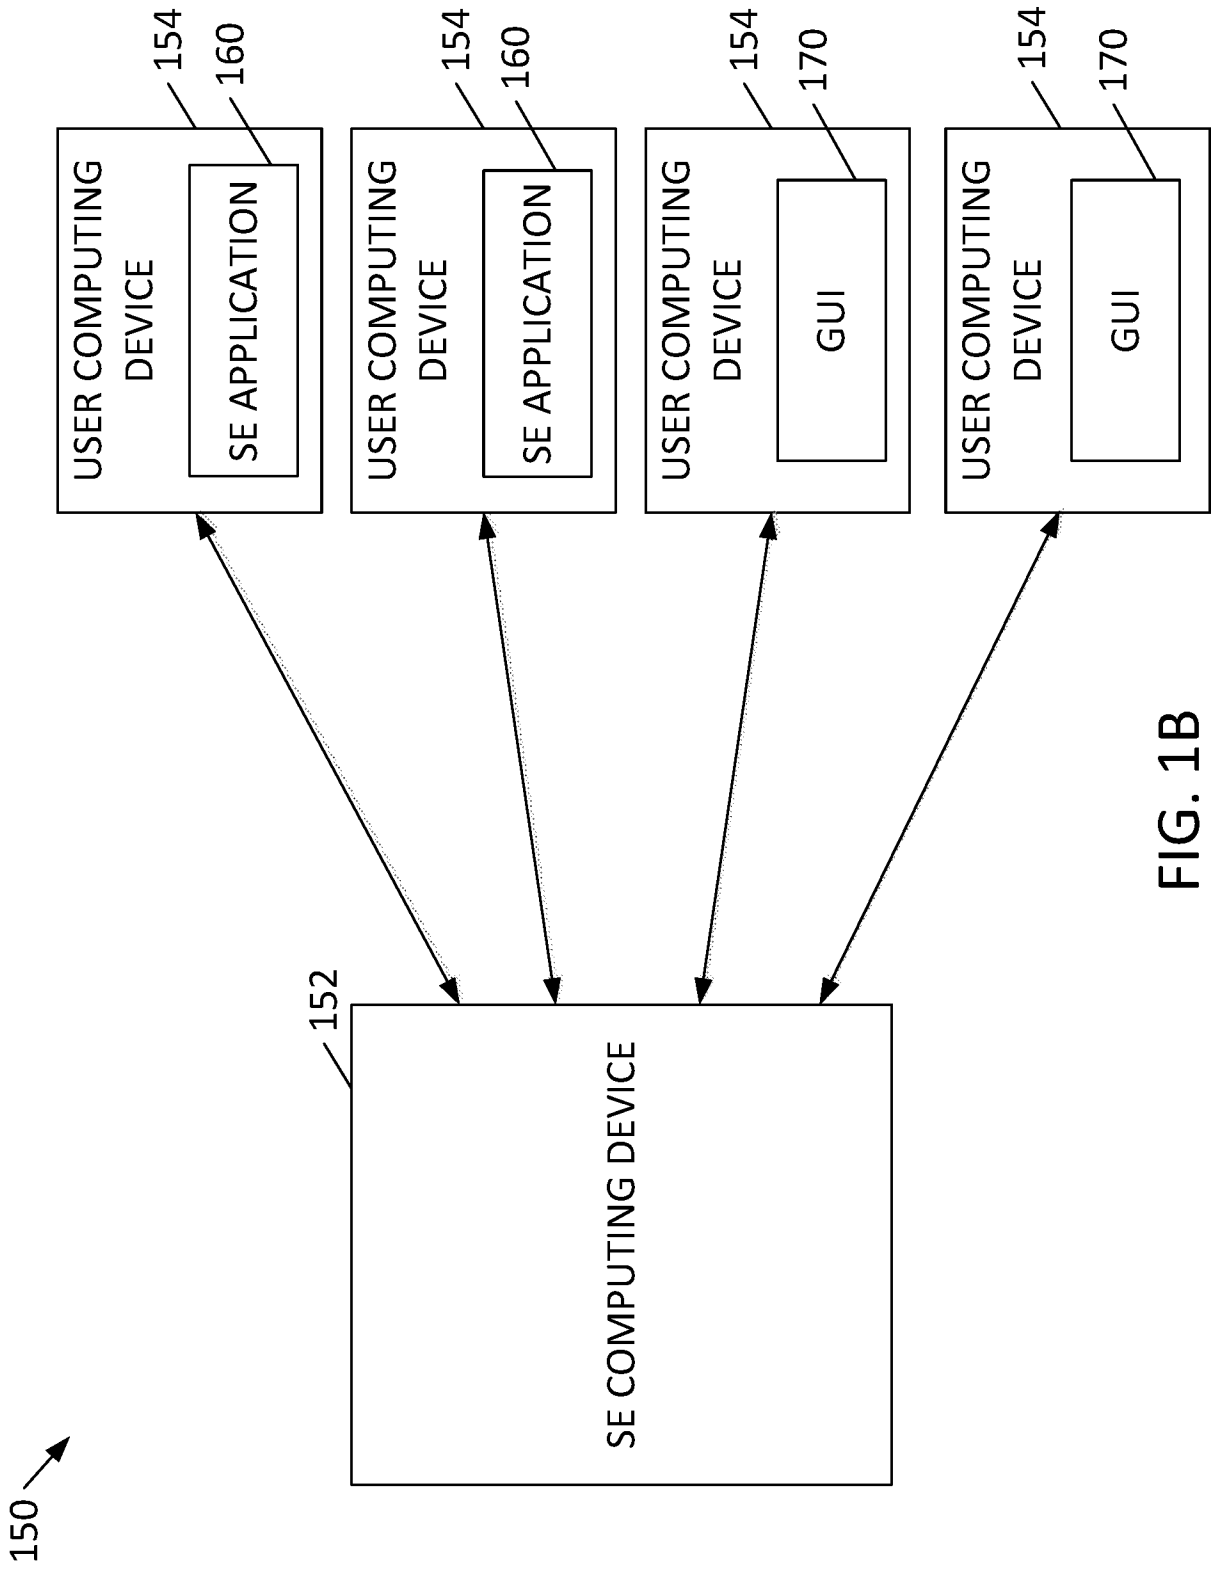 150
152
SE COMPUTING DEVICE
154
USER COMPUTING
DEVICE
160
SE APPLICATION
154
USER COMPUTING
DEVICE
160
SE APPLICATION
154
USER COMPUTING
DEVICE
170
GUI
154
USER COMPUTING
DEVICE
170
GUI
FIG. 1B